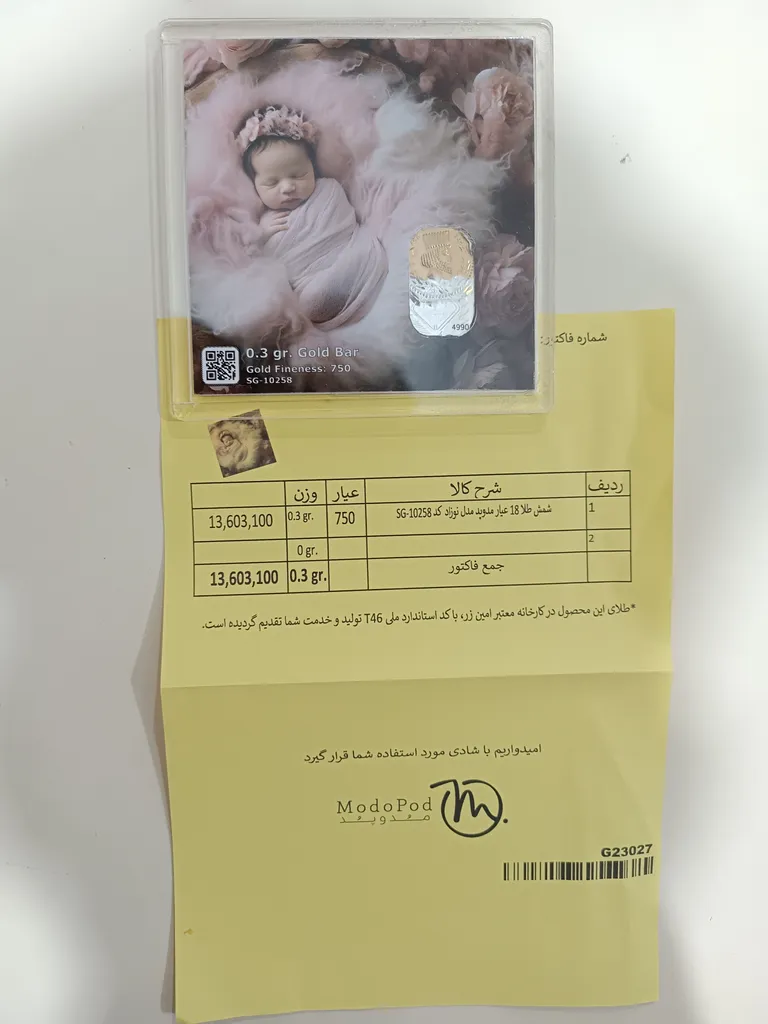 4990
0.3 gr. Gold Bar
Gold Fineness: 750
SG-10258
شماره فاکتور:
ردیف شرح کالا عیار وزن
1 شمش طلا 18 عیار مدوپد مدل نوزاد کد SG-10258 750 0.3 gr. 13,603,100
2 0 gr.
جمع فاکتور 0.3 gr. 13,603,100
*طلای این محصول در کارخانه معتبر امین زر، با کد استاندارد ملی T46 تولید و خدمت شما تقدیم گردیده است.
امیدواریم با شادی مورد استفاده شما قرار گیرد
ModoPod
مُدوپُد
G23027